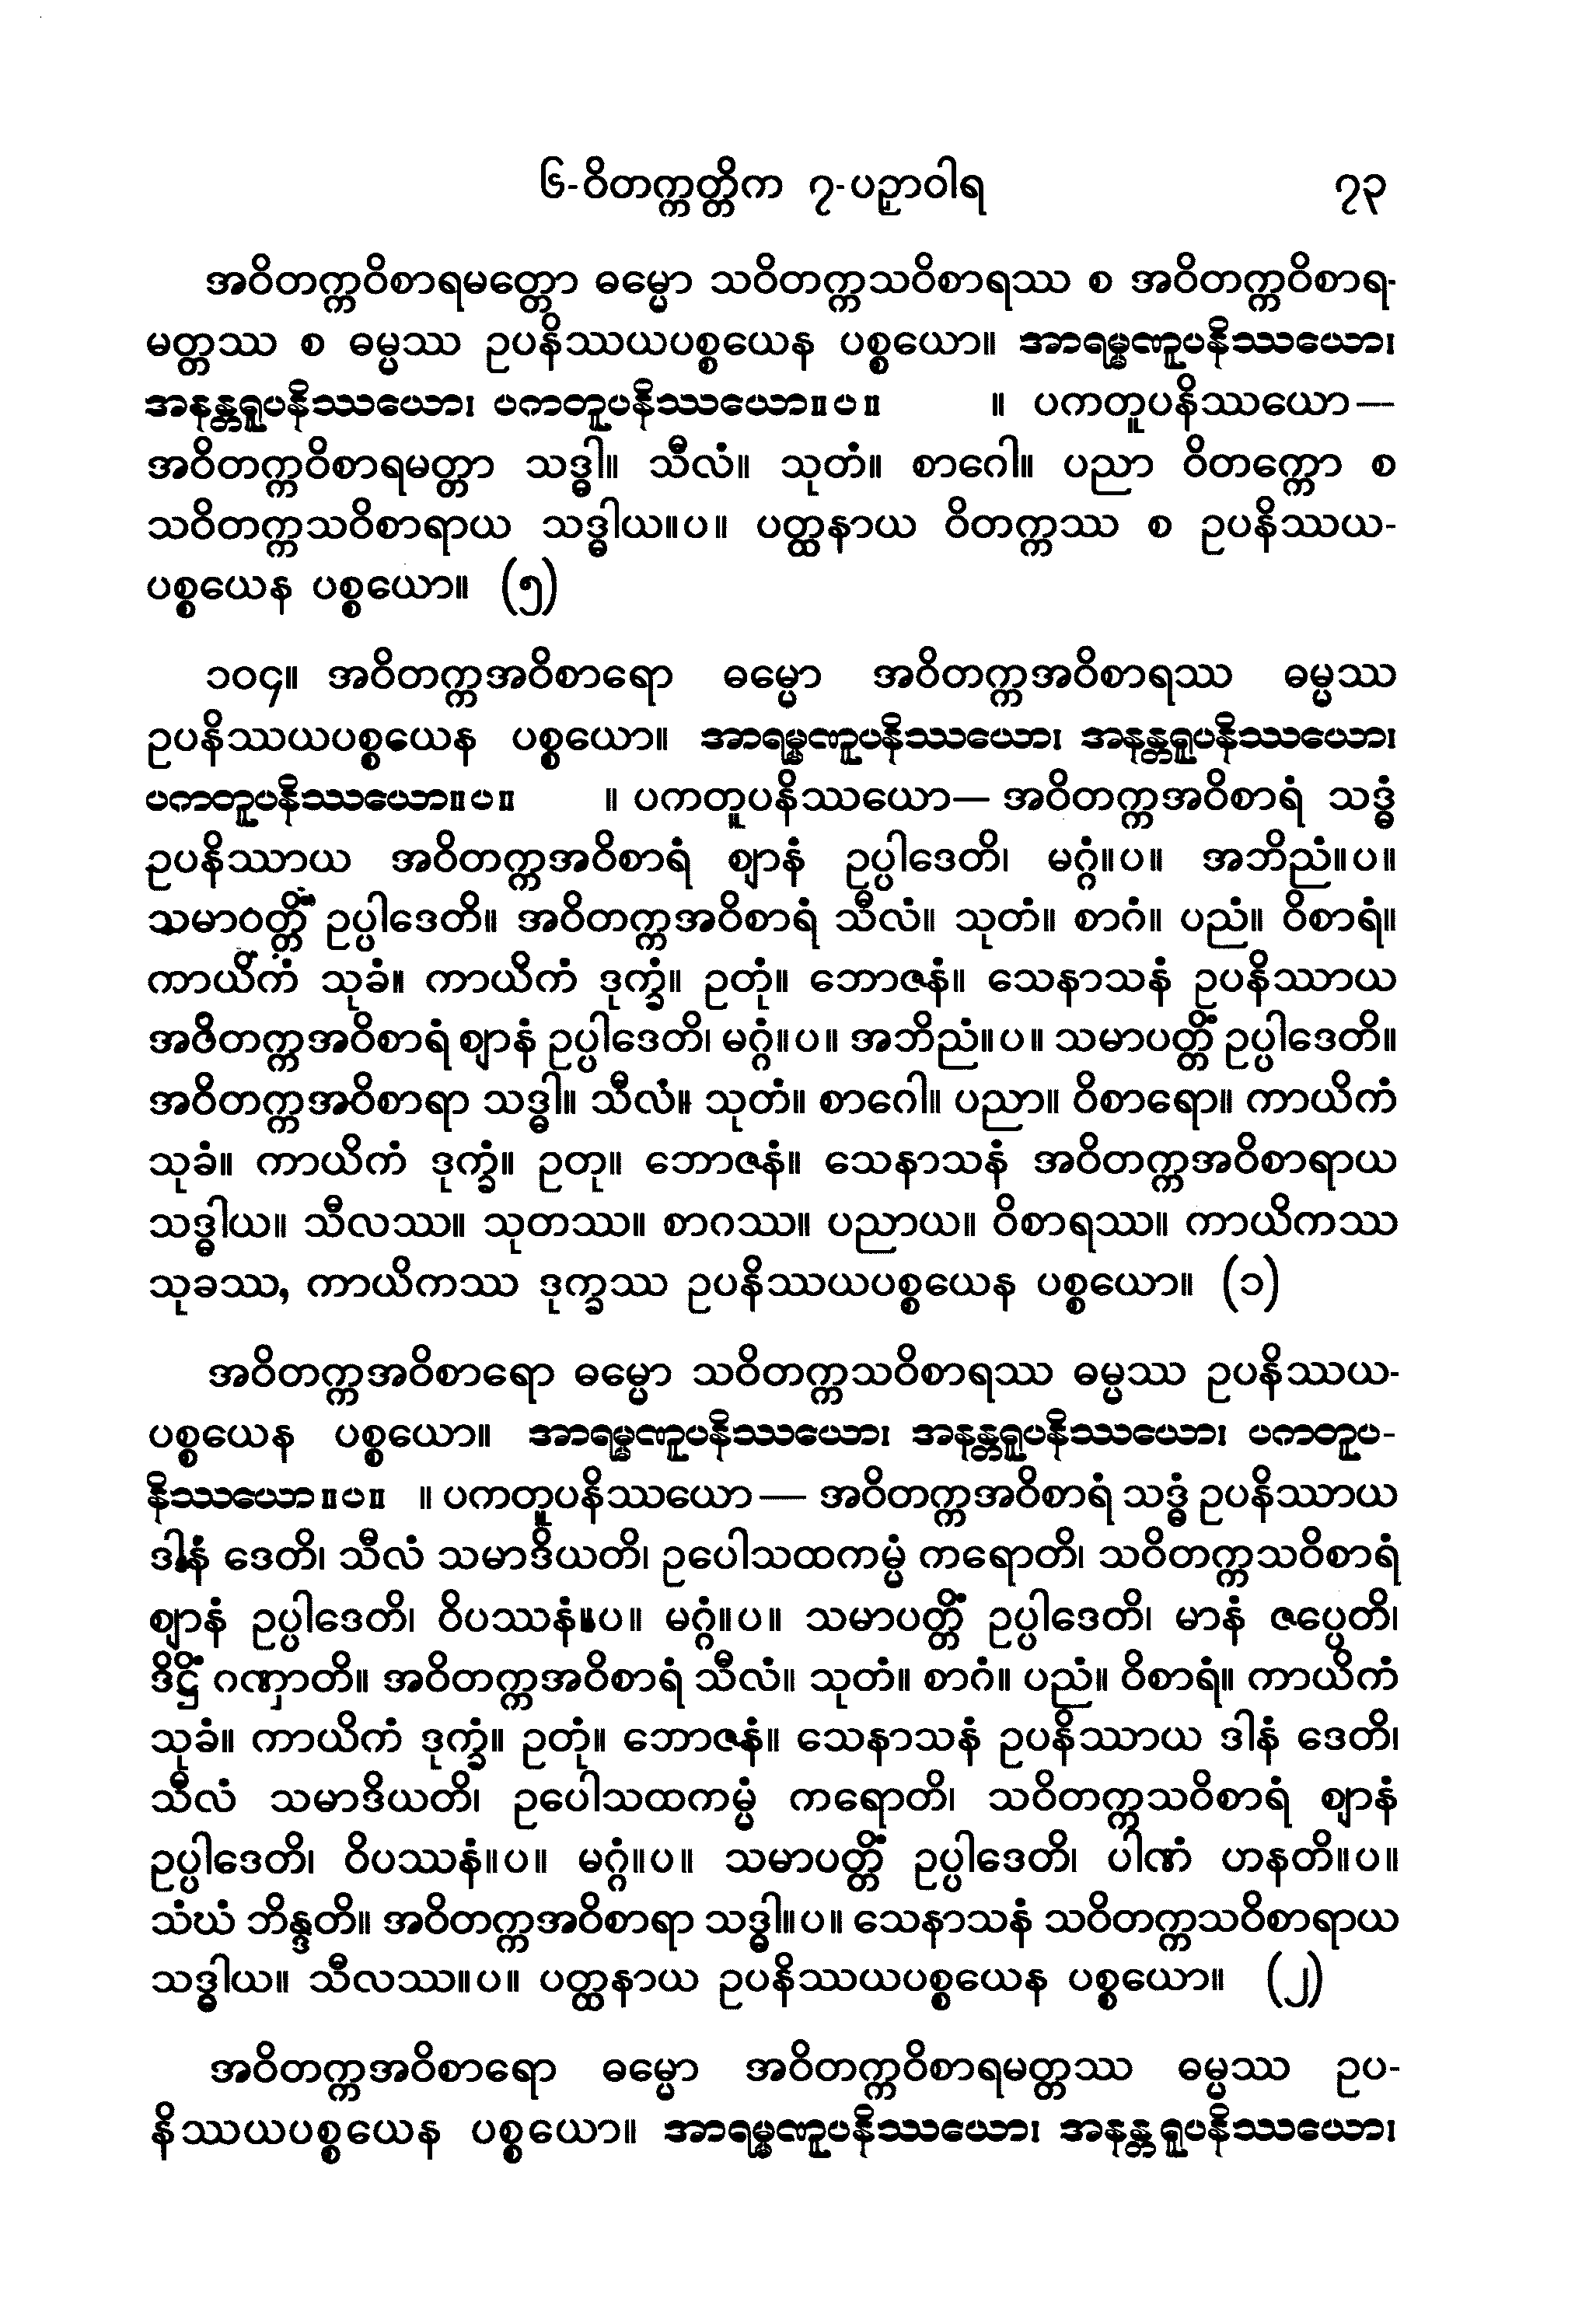 ၆-ဝိတက္ကတ္တိက ၇-ပဉှာဝါရ ၇၃
အဝိတက္ကဝိစာရမတ္တော ဓမ္မော သဝိတက္ကသဝိစာရဿ စ အဝိတက္ကဝိစာရ-
မတ္တဿ စ ဓမ္မဿ ဥပနိဿယပစ္စယေန ပစ္စယော။ အာရမ္မဏူပနိဿယော၊
အနန္တရူပနိဿယော၊ ပကတူပနိဿယော။ပ။ ။ ပကတူပနိဿယော—
အဝိတက္ကဝိစာရမတ္တာ သဒ္ဓါ။ သီလံ။ သုတံ။ စာဂေါ။ ပညာ ဝိတက္ကော စ
သဝိတက္ကသဝိစာရာယ သဒ္ဓါယ။ပ။ ပတ္ထနာယ ဝိတက္ကဿ စ ဥပနိဿယ-
ပစ္စယေန ပစ္စယော။ (၅)
၁၀၄။ အဝိတက္ကအဝိစာရော ဓမ္မော အဝိတက္ကအဝိစာရဿ ဓမ္မဿ
ဥပနိဿယပစ္စယေန ပစ္စယော။ အာရမ္မဏူပနိဿယော၊ အနန္တရူပနိဿယော၊
ပကတူပနိဿယော။ပ။ ။ ပကတူပနိဿယော— အဝိတက္ကအဝိစာရံ သဒ္ဓံ
ဥပနိဿာယ အဝိတက္ကအဝိစာရံ ဈာနံ ဥပ္ပါဒေတိ၊ မဂ္ဂံ။ပ။ အဘိညံ။ပ။
သမာပတ္တိံ ဥပ္ပါဒေတိ။ အဝိတက္ကအဝိစာရံ သီလံ။ သုတံ။ စာဂံ။ ပညံ။ ဝိစာရံ။
ကာယိကံ သုခံ။ ကာယိကံ ဒုက္ခံ။ ဥတုံ။ ဘောဇနံ။ သေနာသနံ ဥပနိဿာယ
အဝိတက္ကအဝိစာရံ ဈာနံ ဥပ္ပါဒေတိ၊ မဂ္ဂံ။ပ။ အဘိညံ။ပ။ သမာပတ္တိံ ဥပ္ပါဒေတိ။
အဝိတက္ကအဝိစာရာ သဒ္ဓါ။ သီလံ။ သုတံ။ စာဂေါ။ ပညာ။ ဝိစာရော။ ကာယိကံ
သုခံ။ ကာယိကံ ဒုက္ခံ။ ဥတု။ ဘောဇနံ။ သေနာသနံ အဝိတက္ကအဝိစာရာယ
သဒ္ဓါယ။ သီလဿ။ သုတဿ။ စာဂဿ။ ပညာယ။ ဝိစာရဿ။ ကာယိကဿ
သုခဿ, ကာယိကဿ ဒုက္ခဿ ဥပနိဿယပစ္စယေန ပစ္စယော။ (၁)
အဝိတက္ကအဝိစာရော ဓမ္မော သဝိတက္ကသဝိစာရဿ ဓမ္မဿ ဥပနိဿယ-
ပစ္စယေန ပစ္စယော။ အာရမ္မဏူပနိဿယော၊ အနန္တရူပနိဿယော၊ ပကတူပ-
နိဿယော။ပ။ ။ ပကတူပနိဿယော— အဝိတက္ကအဝိစာရံ သဒ္ဓံ ဥပနိဿာယ
ဒါနံ ဒေတိ၊ သီလံ သမာဒိယတိ၊ ဥပေါသထကမ္မံ ကရောတိ၊ သဝိတက္ကသဝိစာရံ
ဈာနံ ဥပ္ပါဒေတိ၊ ဝိပဿနံ။ပ။ မဂ္ဂံ။ပ။ သမာပတ္တိံ ဥပ္ပါဒေတိ၊ မာနံ ဇပ္ပေတိ၊
ဒိဋ္ဌိံ ဂဏှာတိ။ အဝိတက္ကအဝိစာရံ သီလံ။ သုတံ။ စာဂံ။ ပညံ။ ဝိစာရံ။ ကာယိကံ
သုခံ။ ကာယိကံ ဒုက္ခံ။ ဥတုံ။ ဘောဇနံ။ သေနာသနံ ဥပနိဿာယ ဒါနံ ဒေတိ၊
သီလံ သမာဒိယတိ၊ ဥပေါသထကမ္မံ ကရောတိ၊ သဝိတက္ကသဝိစာရံ ဈာနံ
ဥပ္ပါဒေတိ၊ ဝိပဿနံ။ပ။ မဂ္ဂံ။ပ။ သမာပတ္တိံ ဥပ္ပါဒေတိ၊ ပါဏံ ဟနတိ။ပ။
သံဃံ ဘိန္ဒတိ။ အဝိတက္ကအဝိစာရာ သဒ္ဓါ။ပ။ သေနာသနံ သဝိတက္ကသဝိစာရာယ
သဒ္ဓါယ။ သီလဿ။ပ။ ပတ္ထနာယ ဥပနိဿယပစ္စယေန ပစ္စယော။ (၂)
အဝိတက္ကအဝိစာရော ဓမ္မော အဝိတက္ကဝိစာရမတ္တဿ ဓမ္မဿ ဥပ-
နိဿယပစ္စယေန ပစ္စယော။ အာရမ္မဏူပနိဿယော၊ အနန္တရူပနိဿယော၊